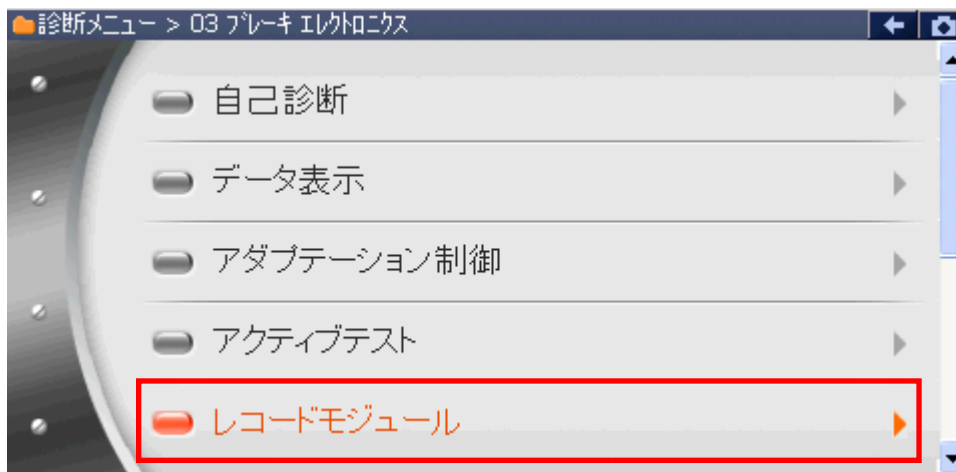 診断メニュー > 03 ブレーキ エレクトロニクス
自己診断
データ表示
アダプテーション制御
アクティブテスト
レコードモジュール